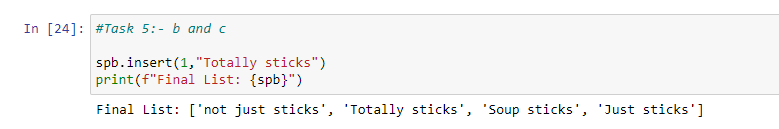 In [24]: #Task 5:- b and c
spb.insert(1,"Totally sticks")
print(f"Final List: {spb}")
Final List: ['not just sticks', 'Totally sticks', 'Soup sticks', 'Just sticks']